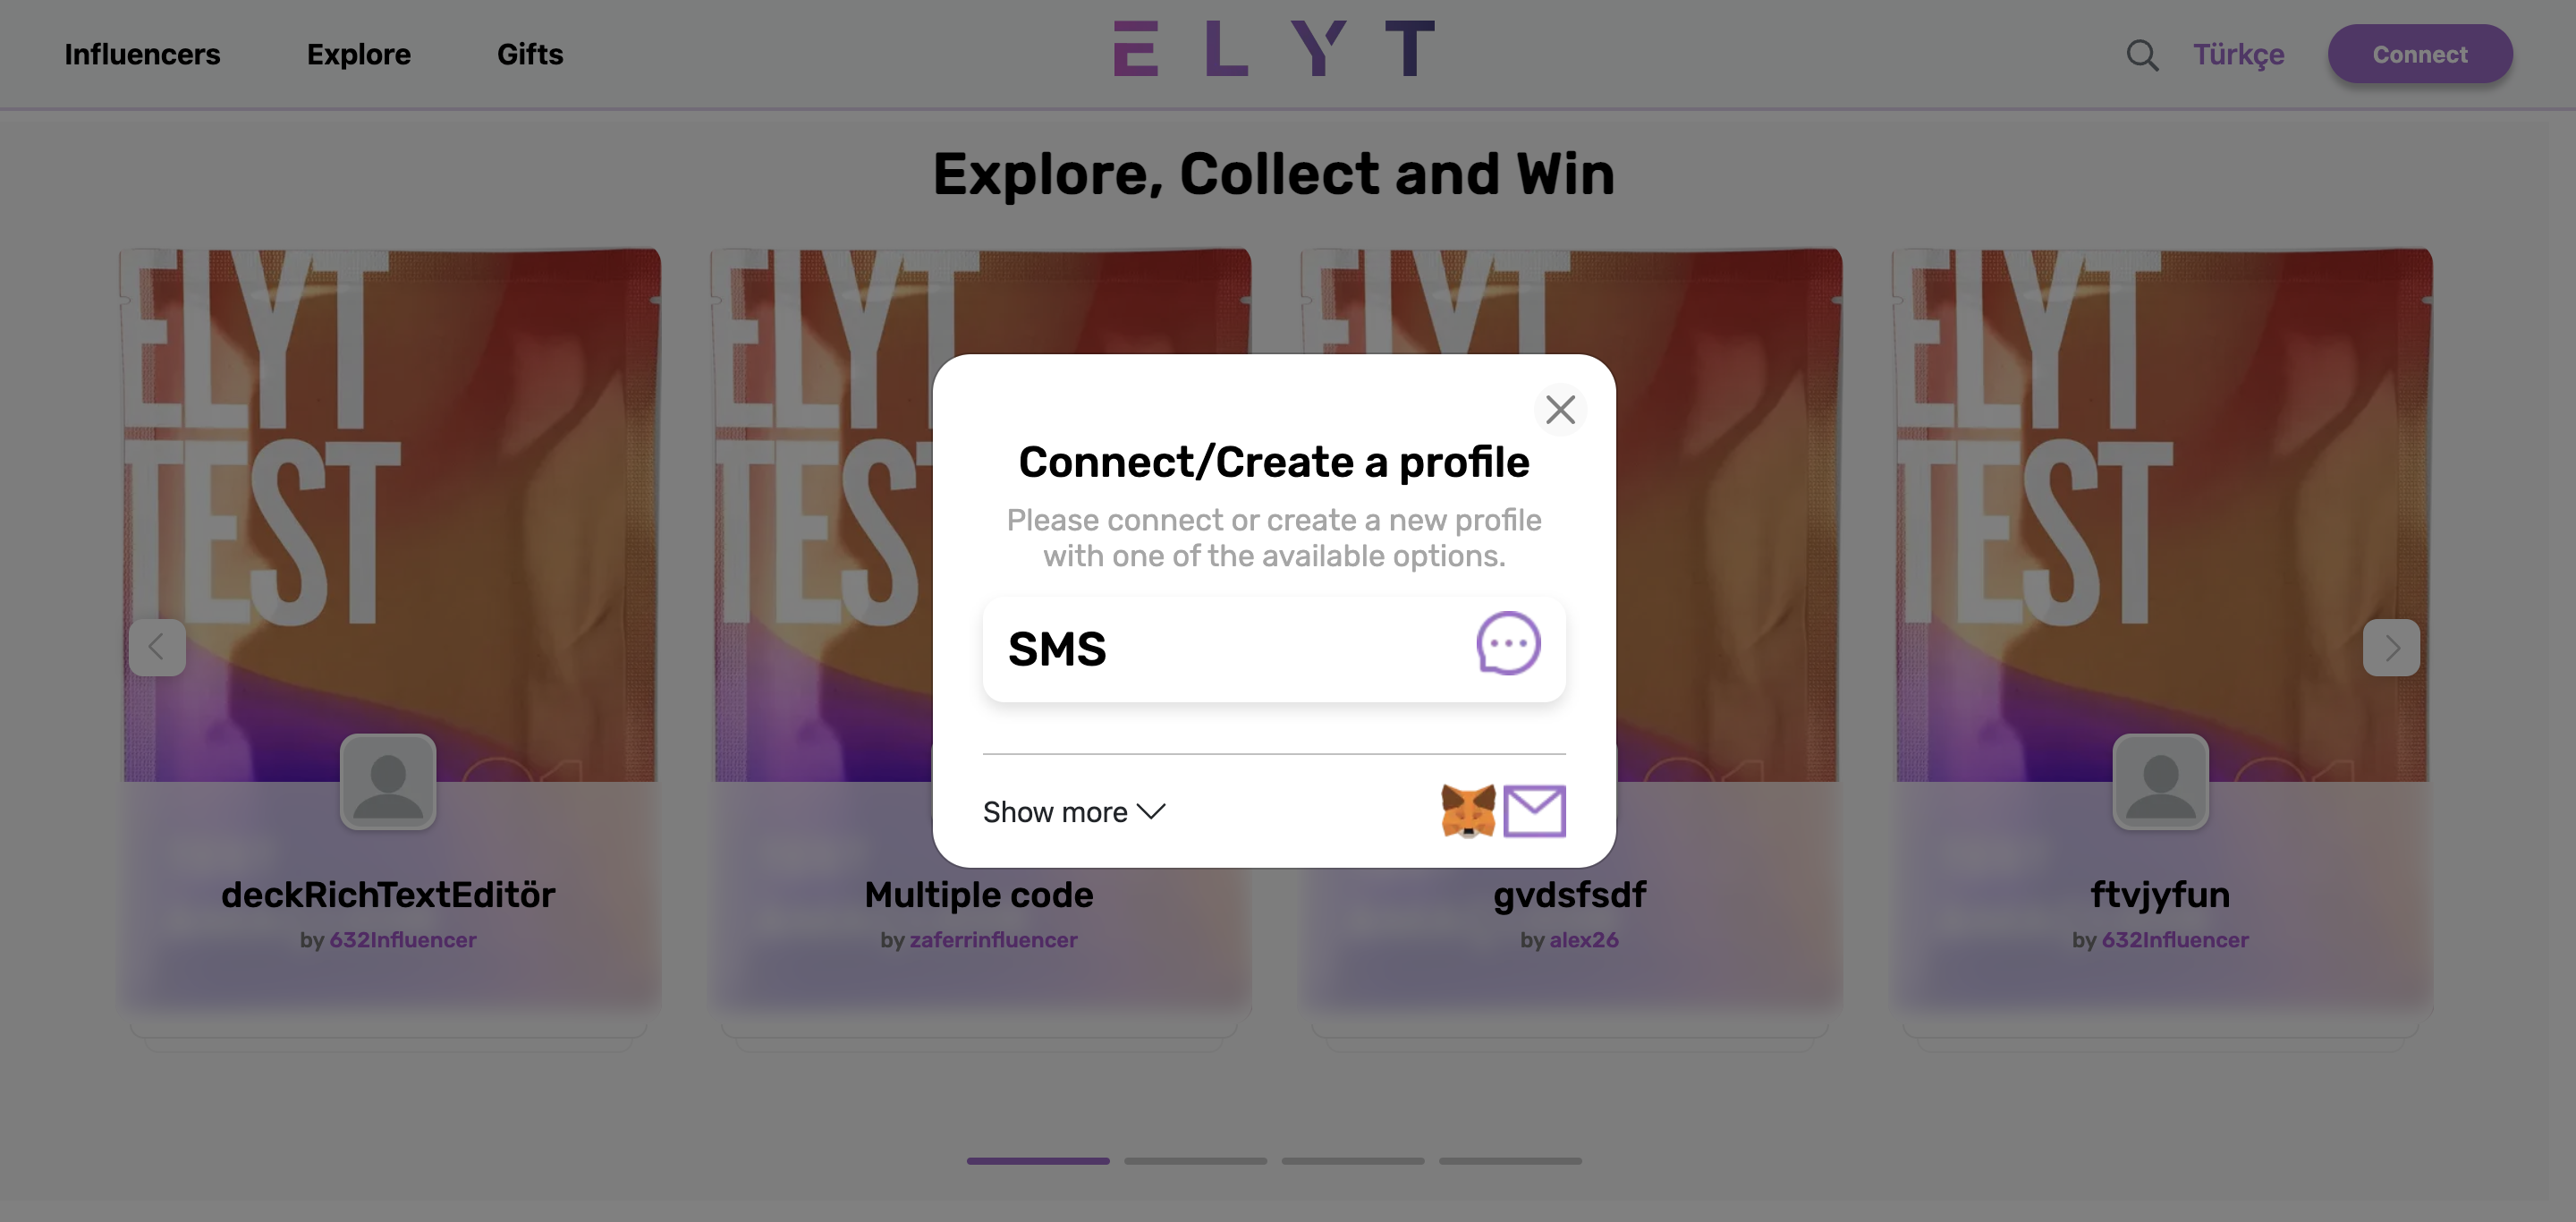 Influencers
Explore
Gifts
ELYT
Türkçe
Connect
Explore, Collect and Win
ELYT
TEST
ELYT
TEST
ELYT
ELYT
TEST
Connect/Create a profile
Please connect or create a new profile
with one of the available options.
SMS
Show more
deckRichTextEditör
by 632Influencer
Multiple code
by zaferrinfluencer
gvdsfsdf
by alex26
ftvjyfun
by 632Influencer